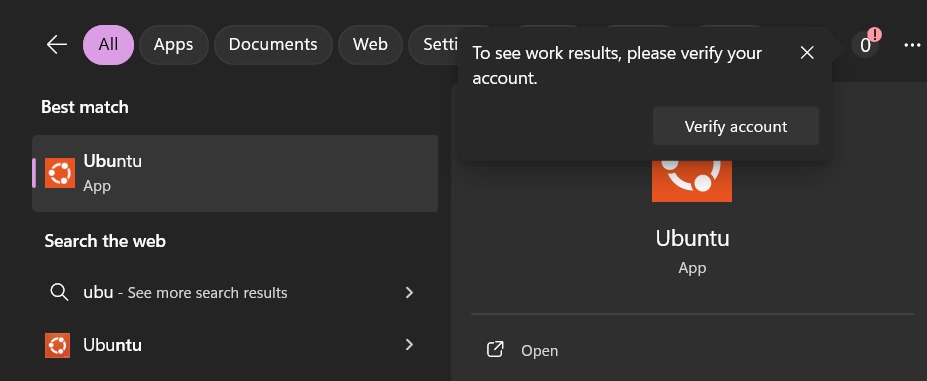 All
Apps
Documents
Web
To see work results, please verify your
account.
Verify account
0
!
Best match
Ubuntu
App
Search the web
ubu - See more search results
Ubuntu
Ubuntu
App
Open